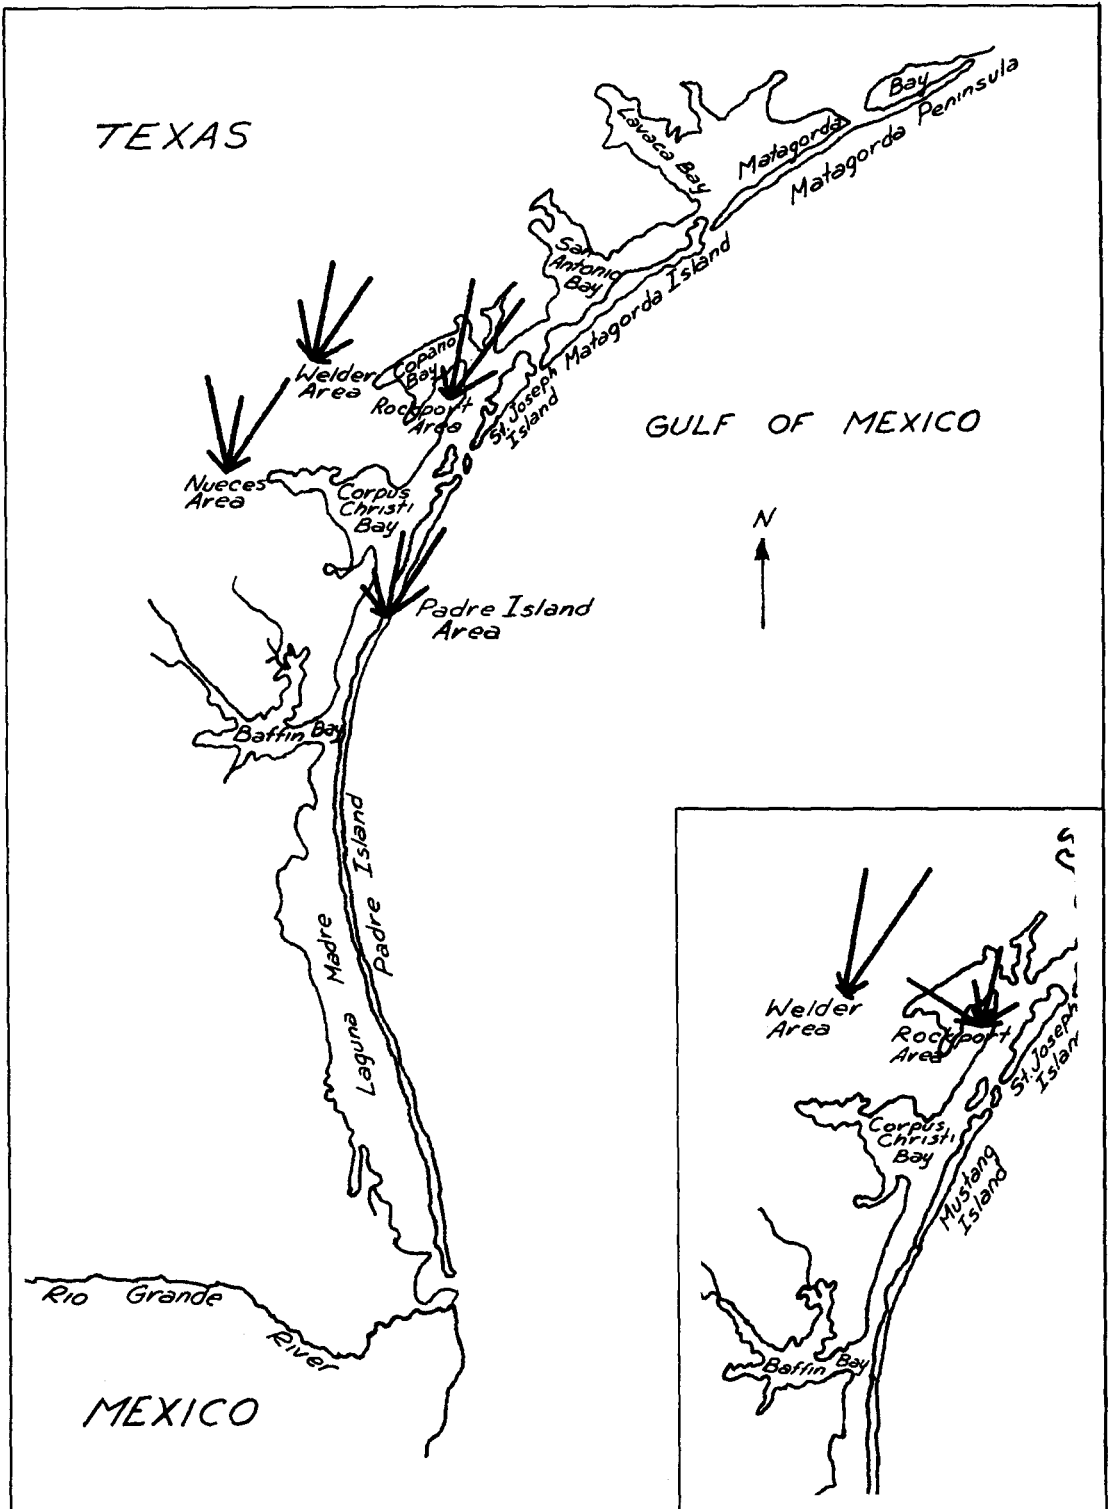 TEXAS
Bay
Matagorda
Matagorda Peninsula
Lavaca Bay
San
Antonio
Bay
Matagorda Island
Welder
Area
Copano
Bay
Rockport
Area
St. Joseph
Island
GULF OF MEXICO
Nueces
Area
Corpus
Christi
Bay
N
Padre Island
Area
Baffin Bay
Padre Island
Laguna Madre
Rio Grande
River
MEXICO
Welder
Area
Rockport
Area
St. Joseph
Island
Corpus
Christi
Bay
Mustang
Island
Baffin Bay